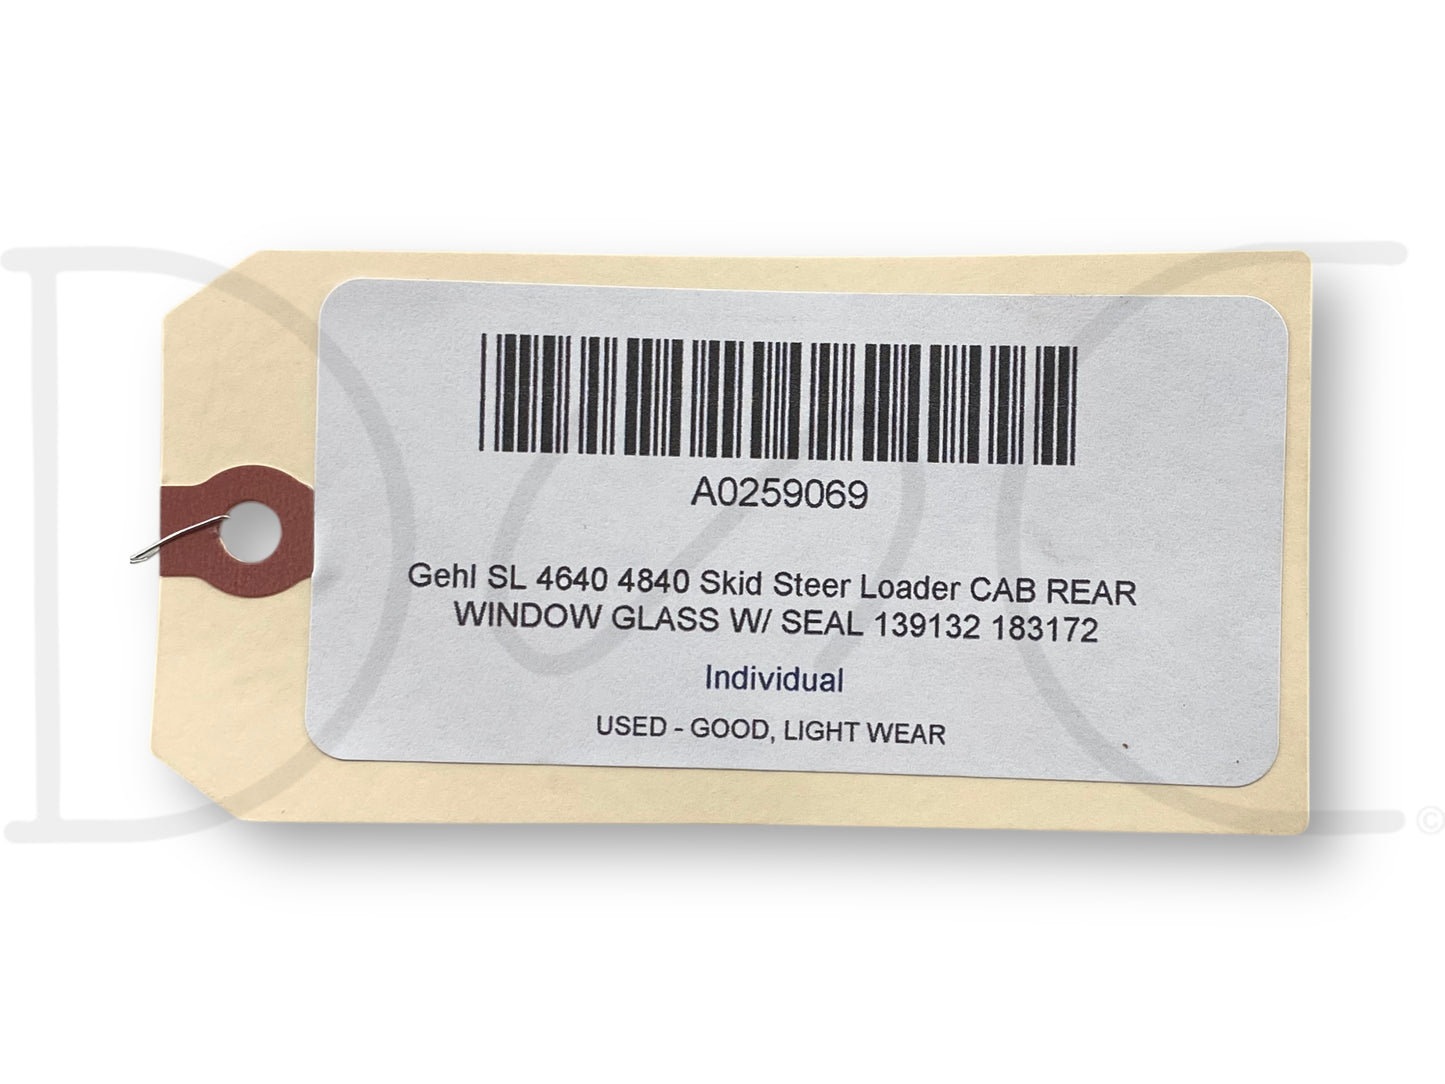 A0259069
Gehl SL 4640 4840 Skid Steer Loader CAB REAR
WINDOW GLASS W/ SEAL 139132 183172
Individual
USED - GOOD, LIGHT WEAR
©